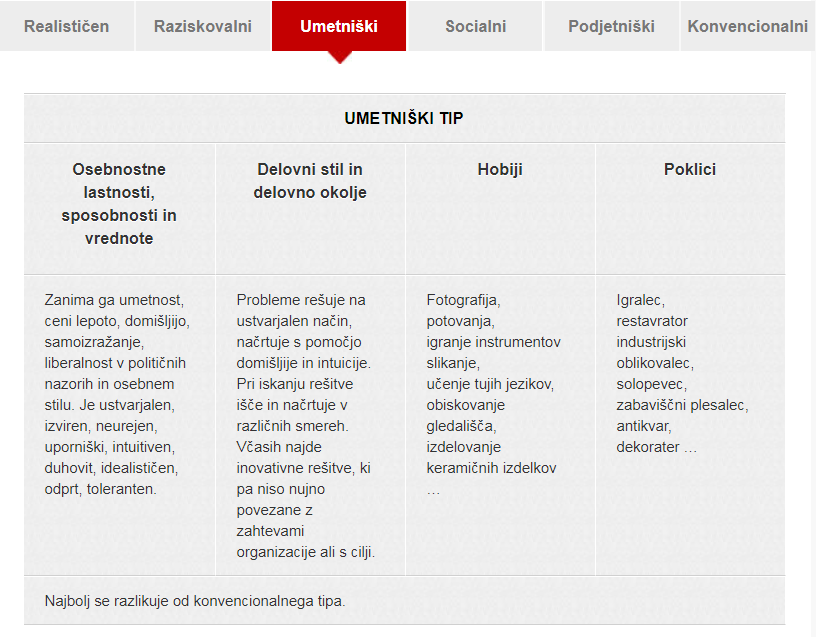 Realističen
Raziskovalni
Umetniški
Socialni
Podjetniški
Konvencionalni
UMETNIŠKI TIP
Osebnostne
lastnosti,
sposobnosti in
vrednote
Delovni stil in
delovno okolje
Hobiji
Poklici
Zanima ga umetnost,
ceni lepoto, domišljijo,
samoizražanje,
liberalnost v političnih
nazorih in osebnem
stilu. Je ustvarjalen,
izviren, neurejen,
uporniški, intuitiven,
duhovit, idealističen,
odprt, toleranten.
Probleme rešuje na
ustvarjalen način,
načrtuje s pomočjo
domišljije in intuicije.
Pri iskanju rešitve
išče in načrtuje v
različnih smereh.
Včasih najde
inovativne rešitve, ki
pa niso nujno
povezane z
zahtevami
organizacije ali s cilji.
Fotografija,
potovanja,
igranje instrumentov
slikanje,
učenje tujih jezikov,
obiskovanje
gledališča,
izdelovanje
keramičnih izdelkov
…
Igralec,
restavrator
industrijski
oblikovalec,
solopevec,
zabaviščni plesalec,
antikvar,
dekorater …
Najbolj se razlikuje od konvencionalnega tipa.